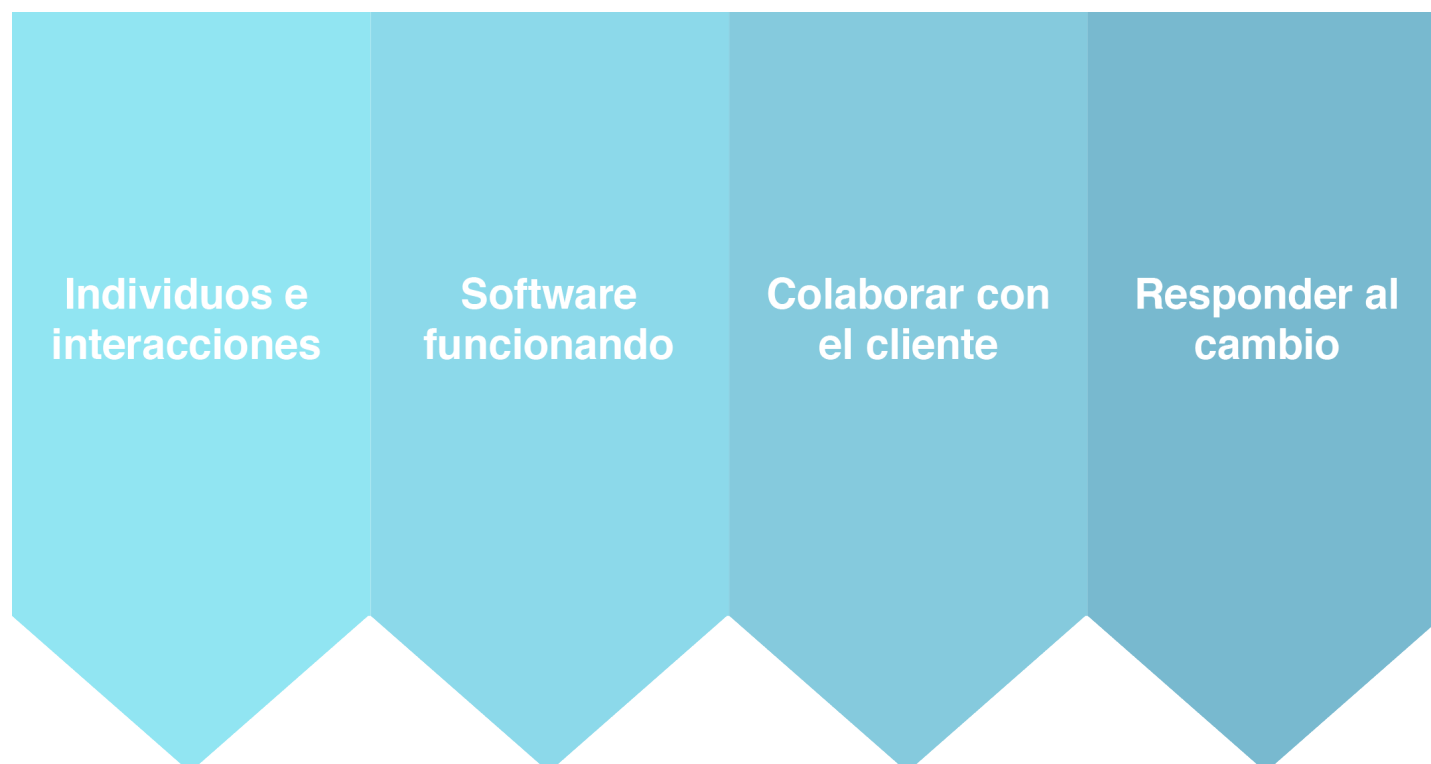 Individuos e
interacciones
Software
funcionando
Colaborar con
el cliente
Responder al
cambio